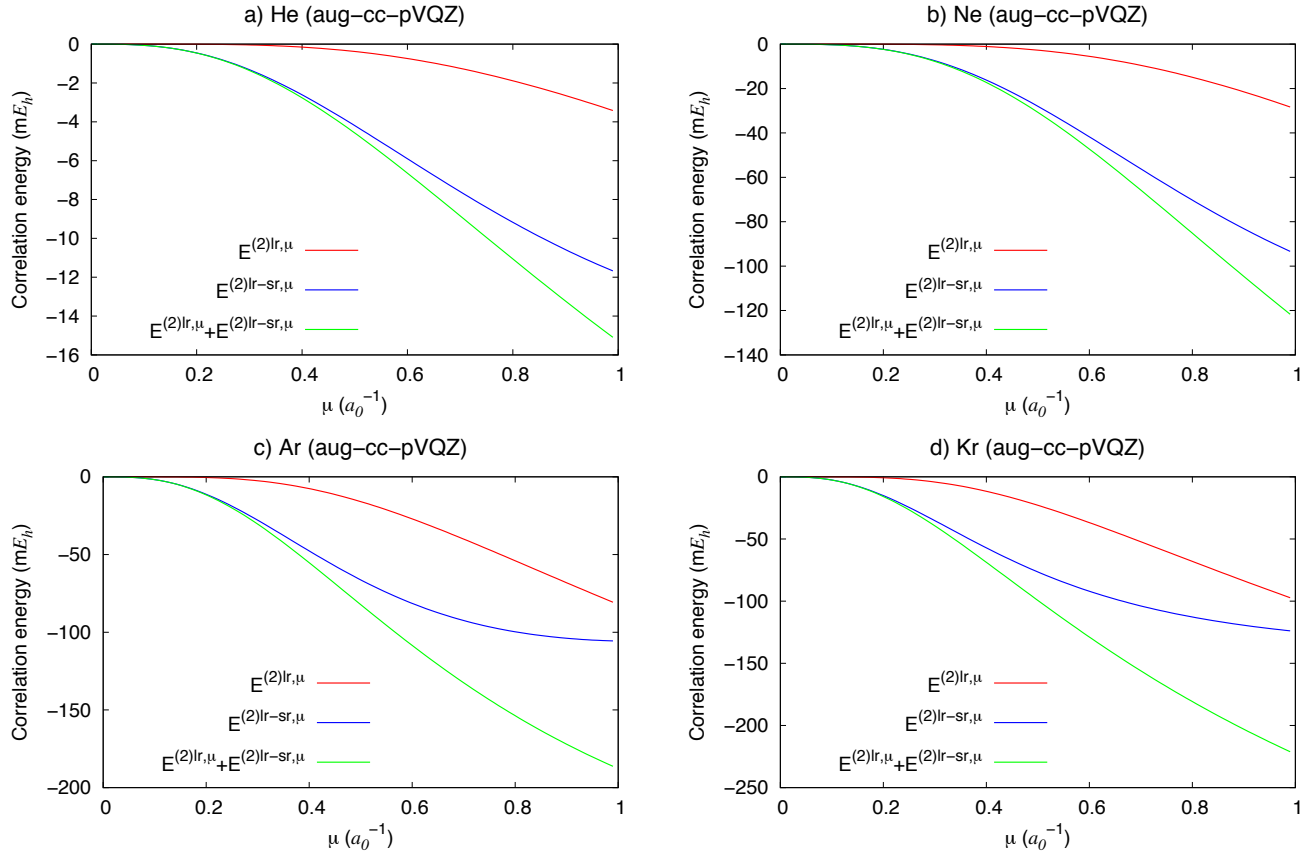 a) He (aug−cc−pVQZ)
Correlation energy (mE_h)
0
−2
−4
−6
−8
−10
−12
−14
−16
E^(2)lr,μ
E^(2)lr−sr,μ
E^(2)lr,μ+E^(2)lr−sr,μ
0 0.2 0.4 0.6 0.8 1
μ (a_0^−1)
b) Ne (aug−cc−pVQZ)
Correlation energy (mE_h)
0
−20
−40
−60
−80
−100
−120
−140
E^(2)lr,μ
E^(2)lr−sr,μ
E^(2)lr,μ+E^(2)lr−sr,μ
0 0.2 0.4 0.6 0.8 1
μ (a_0^−1)
c) Ar (aug−cc−pVQZ)
Correlation energy (mE_h)
0
−50
−100
−150
−200
E^(2)lr,μ
E^(2)lr−sr,μ
E^(2)lr,μ+E^(2)lr−sr,μ
0 0.2 0.4 0.6 0.8 1
μ (a_0^−1)
d) Kr (aug−cc−pVQZ)
Correlation energy (mE_h)
0
−50
−100
−150
−200
−250
E^(2)lr,μ
E^(2)lr−sr,μ
E^(2)lr,μ+E^(2)lr−sr,μ
0 0.2 0.4 0.6 0.8 1
μ (a_0^−1)